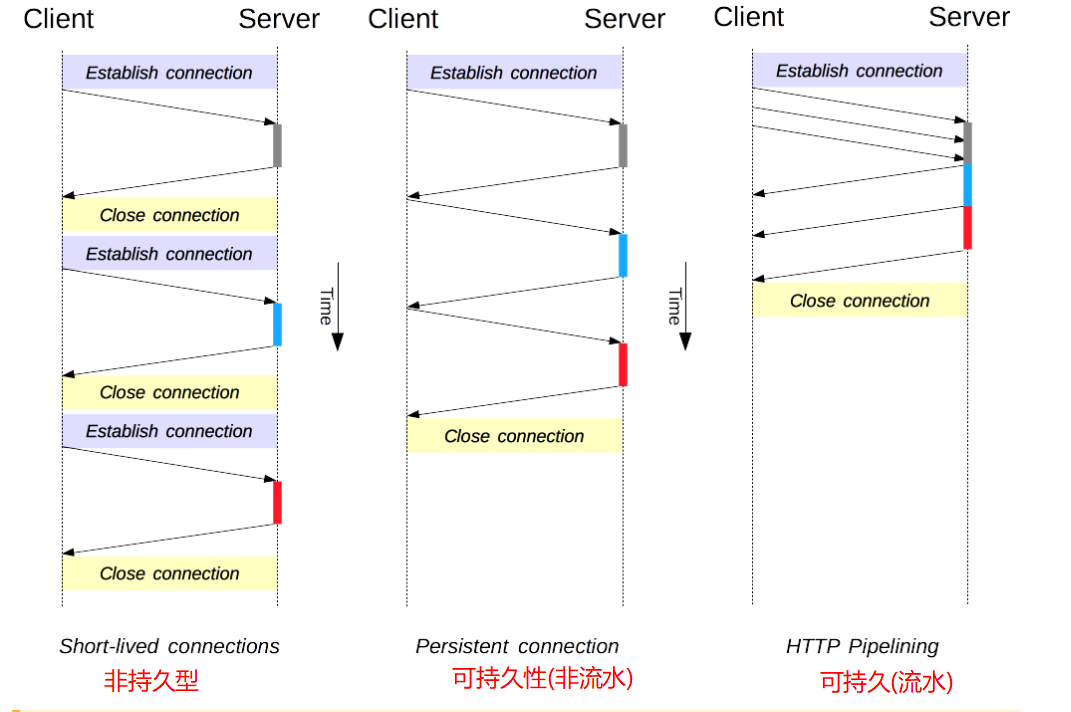 Client Server
Establish connection
Close connection
Establish connection
Close connection
Establish connection
Close connection
Short-lived connections
非持久型
Time
Client Server
Establish connection
Close connection
Persistent connection
可持久性(非流水)
Time
Client Server
Establish connection
Close connection
HTTP Pipelining
可持久(流水)